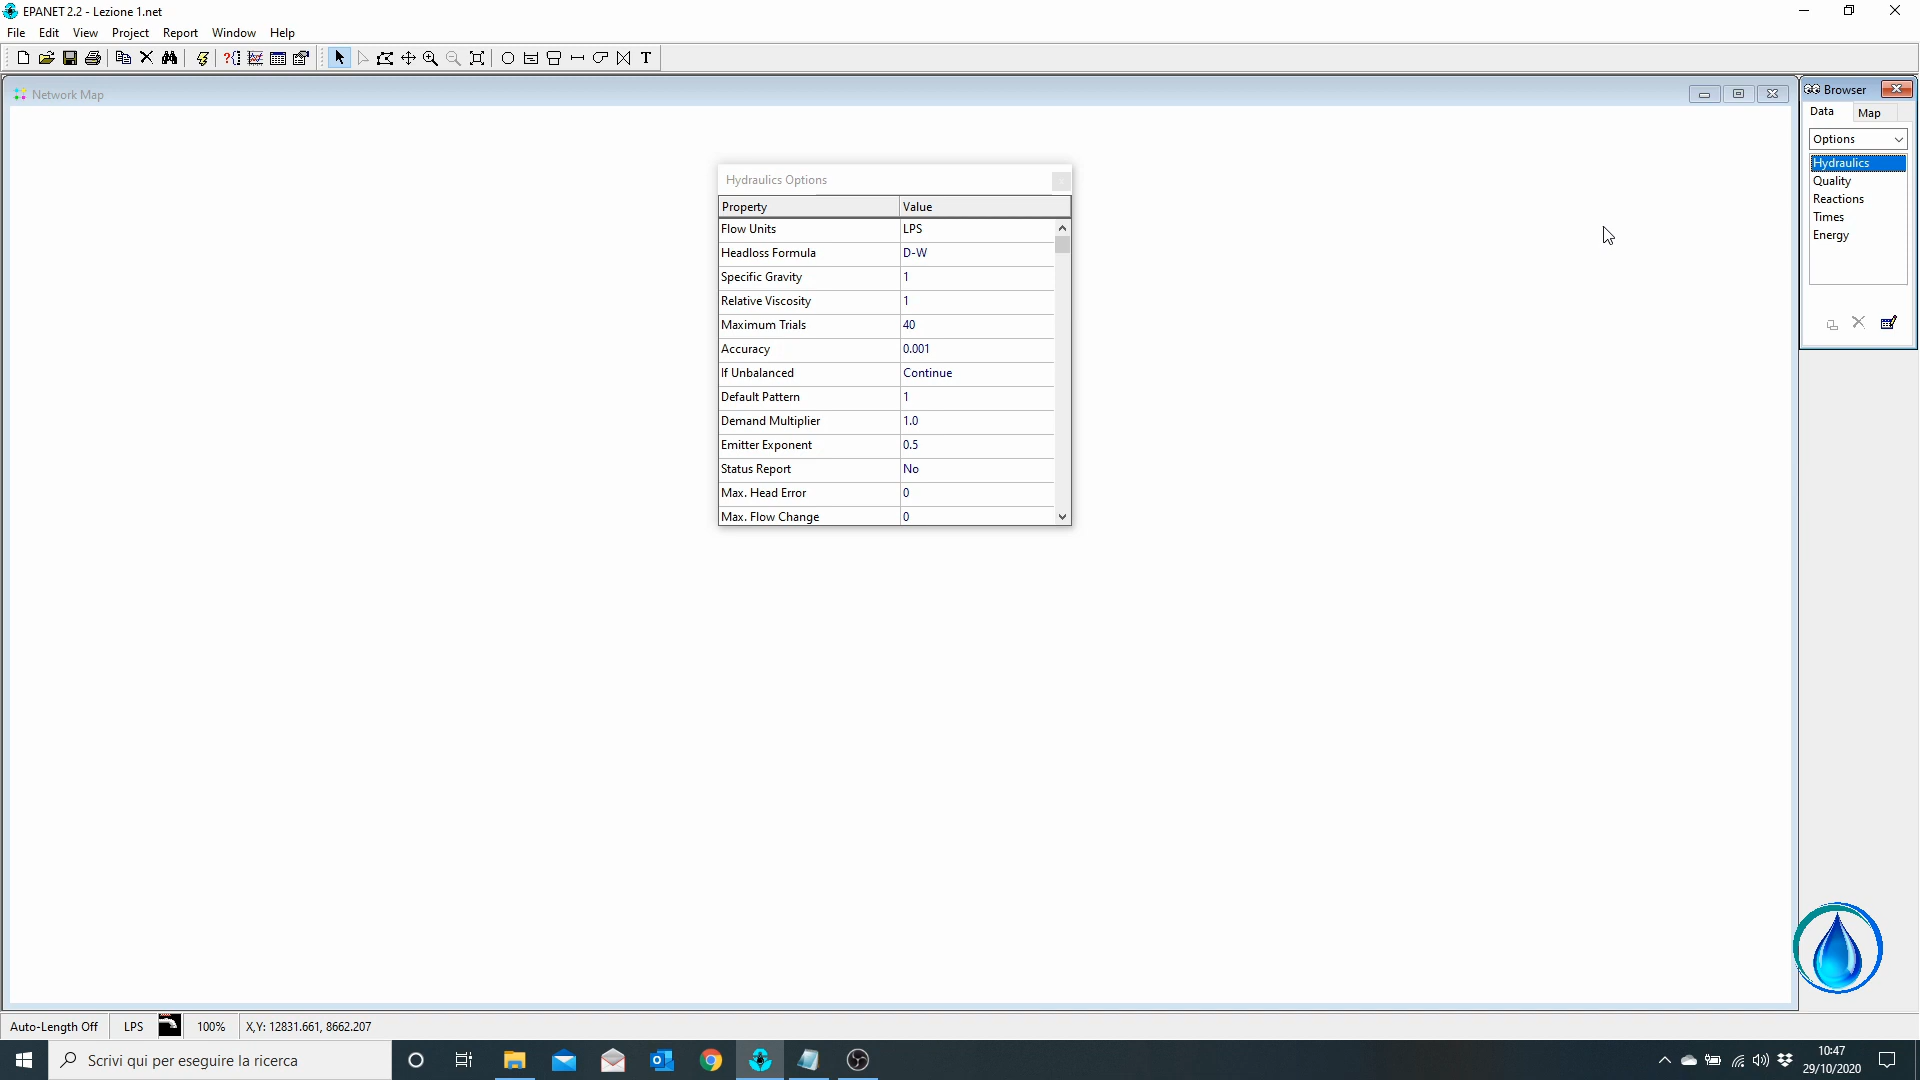 EPANET 2.2 - Lezione 1.net
File Edit View Project Report Window Help
Network Map
Browser
Data Map
Options
Hydraulics
Quality
Reactions
Times
Energy
Hydraulics Options
Property Value
Flow Units LPS
Headloss Formula D-W
Specific Gravity 1
Relative Viscosity 1
Maximum Trials 40
Accuracy 0.001
If Unbalanced Continue
Default Pattern 1
Demand Multiplier 1.0
Emitter Exponent 0.5
Status Report No
Max. Head Error 0
Max. Flow Change 0
Auto-Length Off LPS 100% X,Y: 12831.661, 8662.207
Scrivi qui per eseguire la ricerca
10:47
29/10/2020